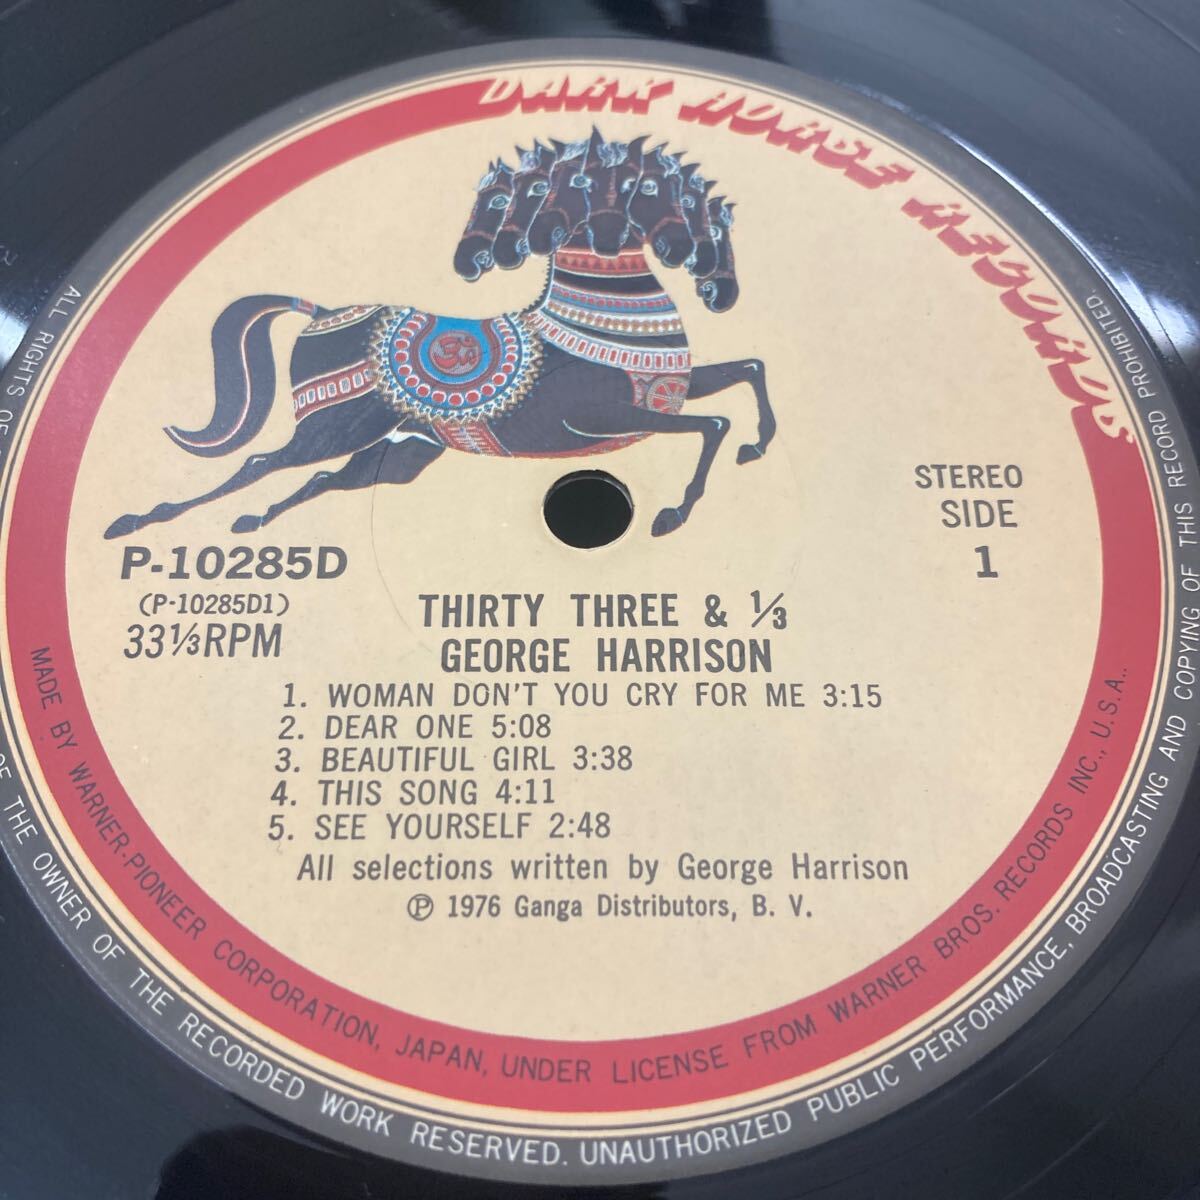 DARK HORSE RECORDS
STEREO
SIDE
1
P-10285D
(P-10285D1)
33⅓RPM
THIRTY THREE & ⅓
GEORGE HARRISON
1. WOMAN DON'T YOU CRY FOR ME 3:15
2. DEAR ONE 5:08
3. BEAUTIFUL GIRL 3:38
4. THIS SONG 4:11
5. SEE YOURSELF 2:48
All selections written by George Harrison
Ⓟ 1976 Ganga Distributors, B. V.
MADE BY WARNER-PIONEER CORPORATION, JAPAN, UNDER LICENSE FROM WARNER BROS. RECORDS INC., U.S.A..
ALL RIGHTS OF OF THE OWNER OF THE RECORDED WORK RESERVED. UNAUTHORIZED PUBLIC PERFORMANCE, BROADCASTING AND COPYING OF THIS RECORD PROHIBITED.